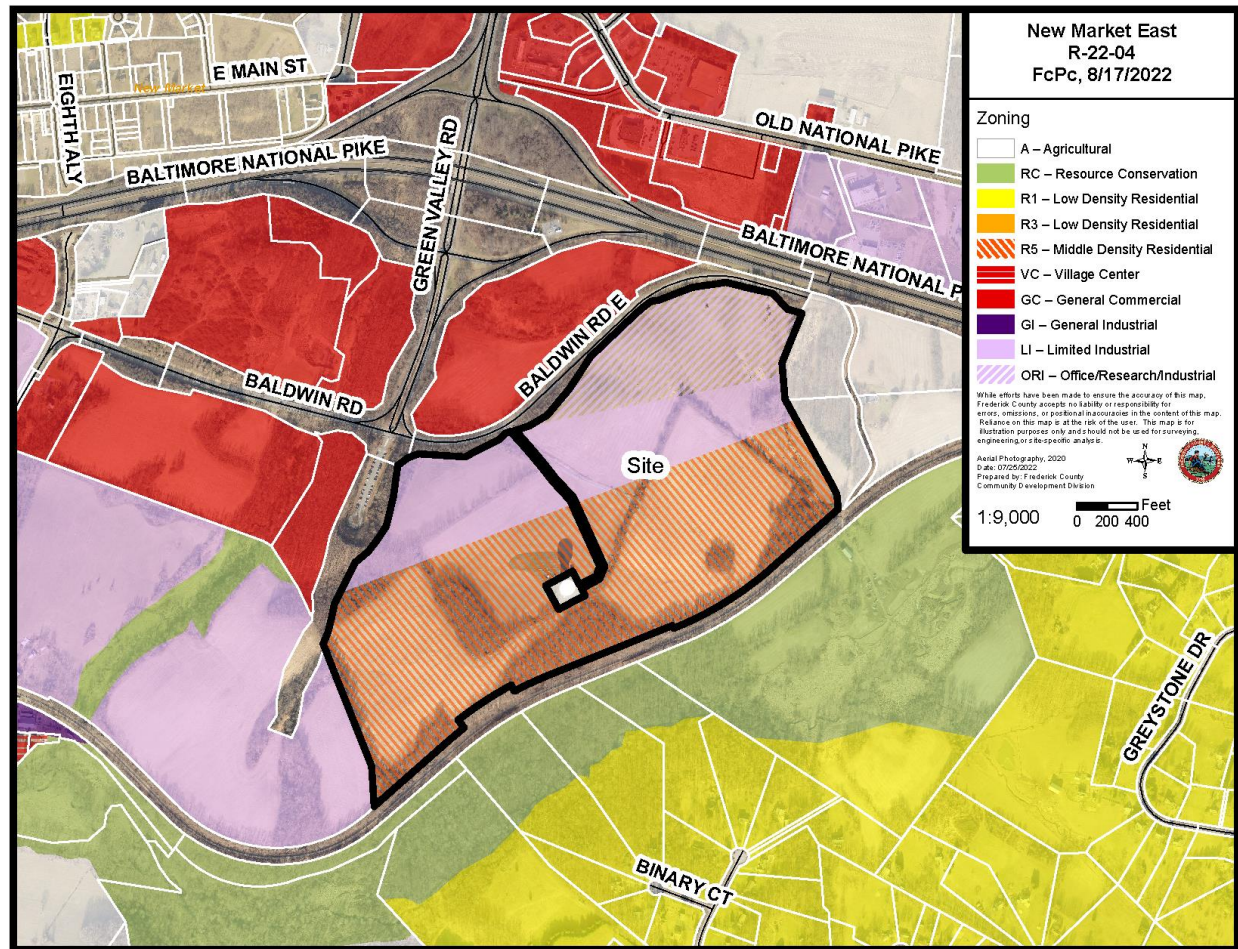 New Market East
R-22-04
FcPc, 8/17/2022
Zoning
A – Agricultural
RC – Resource Conservation
R1 – Low Density Residential
R3 – Low Density Residential
R5 – Middle Density Residential
VC – Village Center
GC – General Commercial
GI – General Industrial
LI – Limited Industrial
ORI – Office/Research/Industrial
While efforts have been made to ensure the accuracy of this map,
Frederick County accepts no liability or responsibility for
errors, omissions, or positional inaccuracies in the content of this map.
Reliance on this map is at the risk of the user. This map is for
illustration purposes only and should not be used for surveying,
engineering, or site-specific analysis.
Aerial Photography, 2020
Date: 07/25/2022
Prepared by: Frederick County
Community Development Division
N
W E
S
1:9,000
Feet
0 200 400
E MAIN ST
New Market
EIGHTH ALY
BALTIMORE NATIONAL PIKE
GREEN VALLEY RD
OLD NATIONAL PIKE
BALTIMORE NATIONAL P
BALDWIN RD E
BALDWIN RD
Site
GREYSTONE DR
BINARY CT